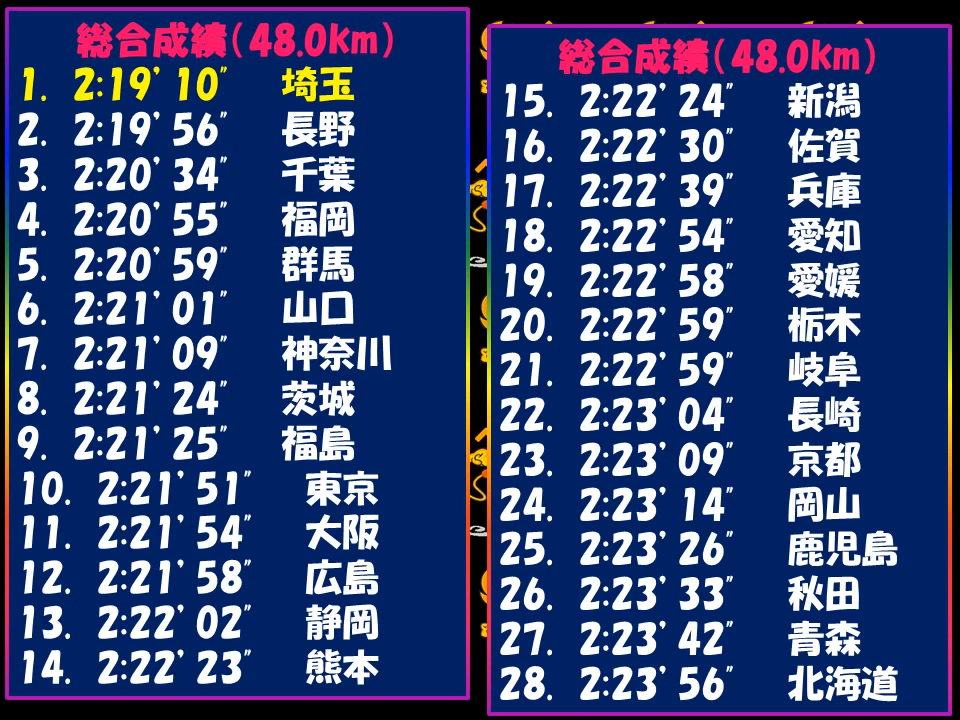 総合成績(48.0km)
1. 2:19' 10" 埼玉
2. 2:19' 56" 長野
3. 2:20' 34" 千葉
4. 2:20' 55" 福岡
5. 2:20' 59" 群馬
6. 2:21' 01" 山口
7. 2:21' 09" 神奈川
8. 2:21' 24" 茨城
9. 2:21' 25" 福島
10. 2:21' 51" 東京
11. 2:21' 54" 大阪
12. 2:21' 58" 広島
13. 2:22' 02" 静岡
14. 2:22' 23" 熊本
総合成績(48.0km)
15. 2:22' 24" 新潟
16. 2:22' 30" 佐賀
17. 2:22' 39" 兵庫
18. 2:22' 54" 愛知
19. 2:22' 58" 愛媛
20. 2:22' 59" 栃木
21. 2:22' 59" 岐阜
22. 2:23' 04" 長崎
23. 2:23' 09" 京都
24. 2:23' 14" 岡山
25. 2:23' 26" 鹿児島
26. 2:23' 33" 秋田
27. 2:23' 42" 青森
28. 2:23' 56" 北海道